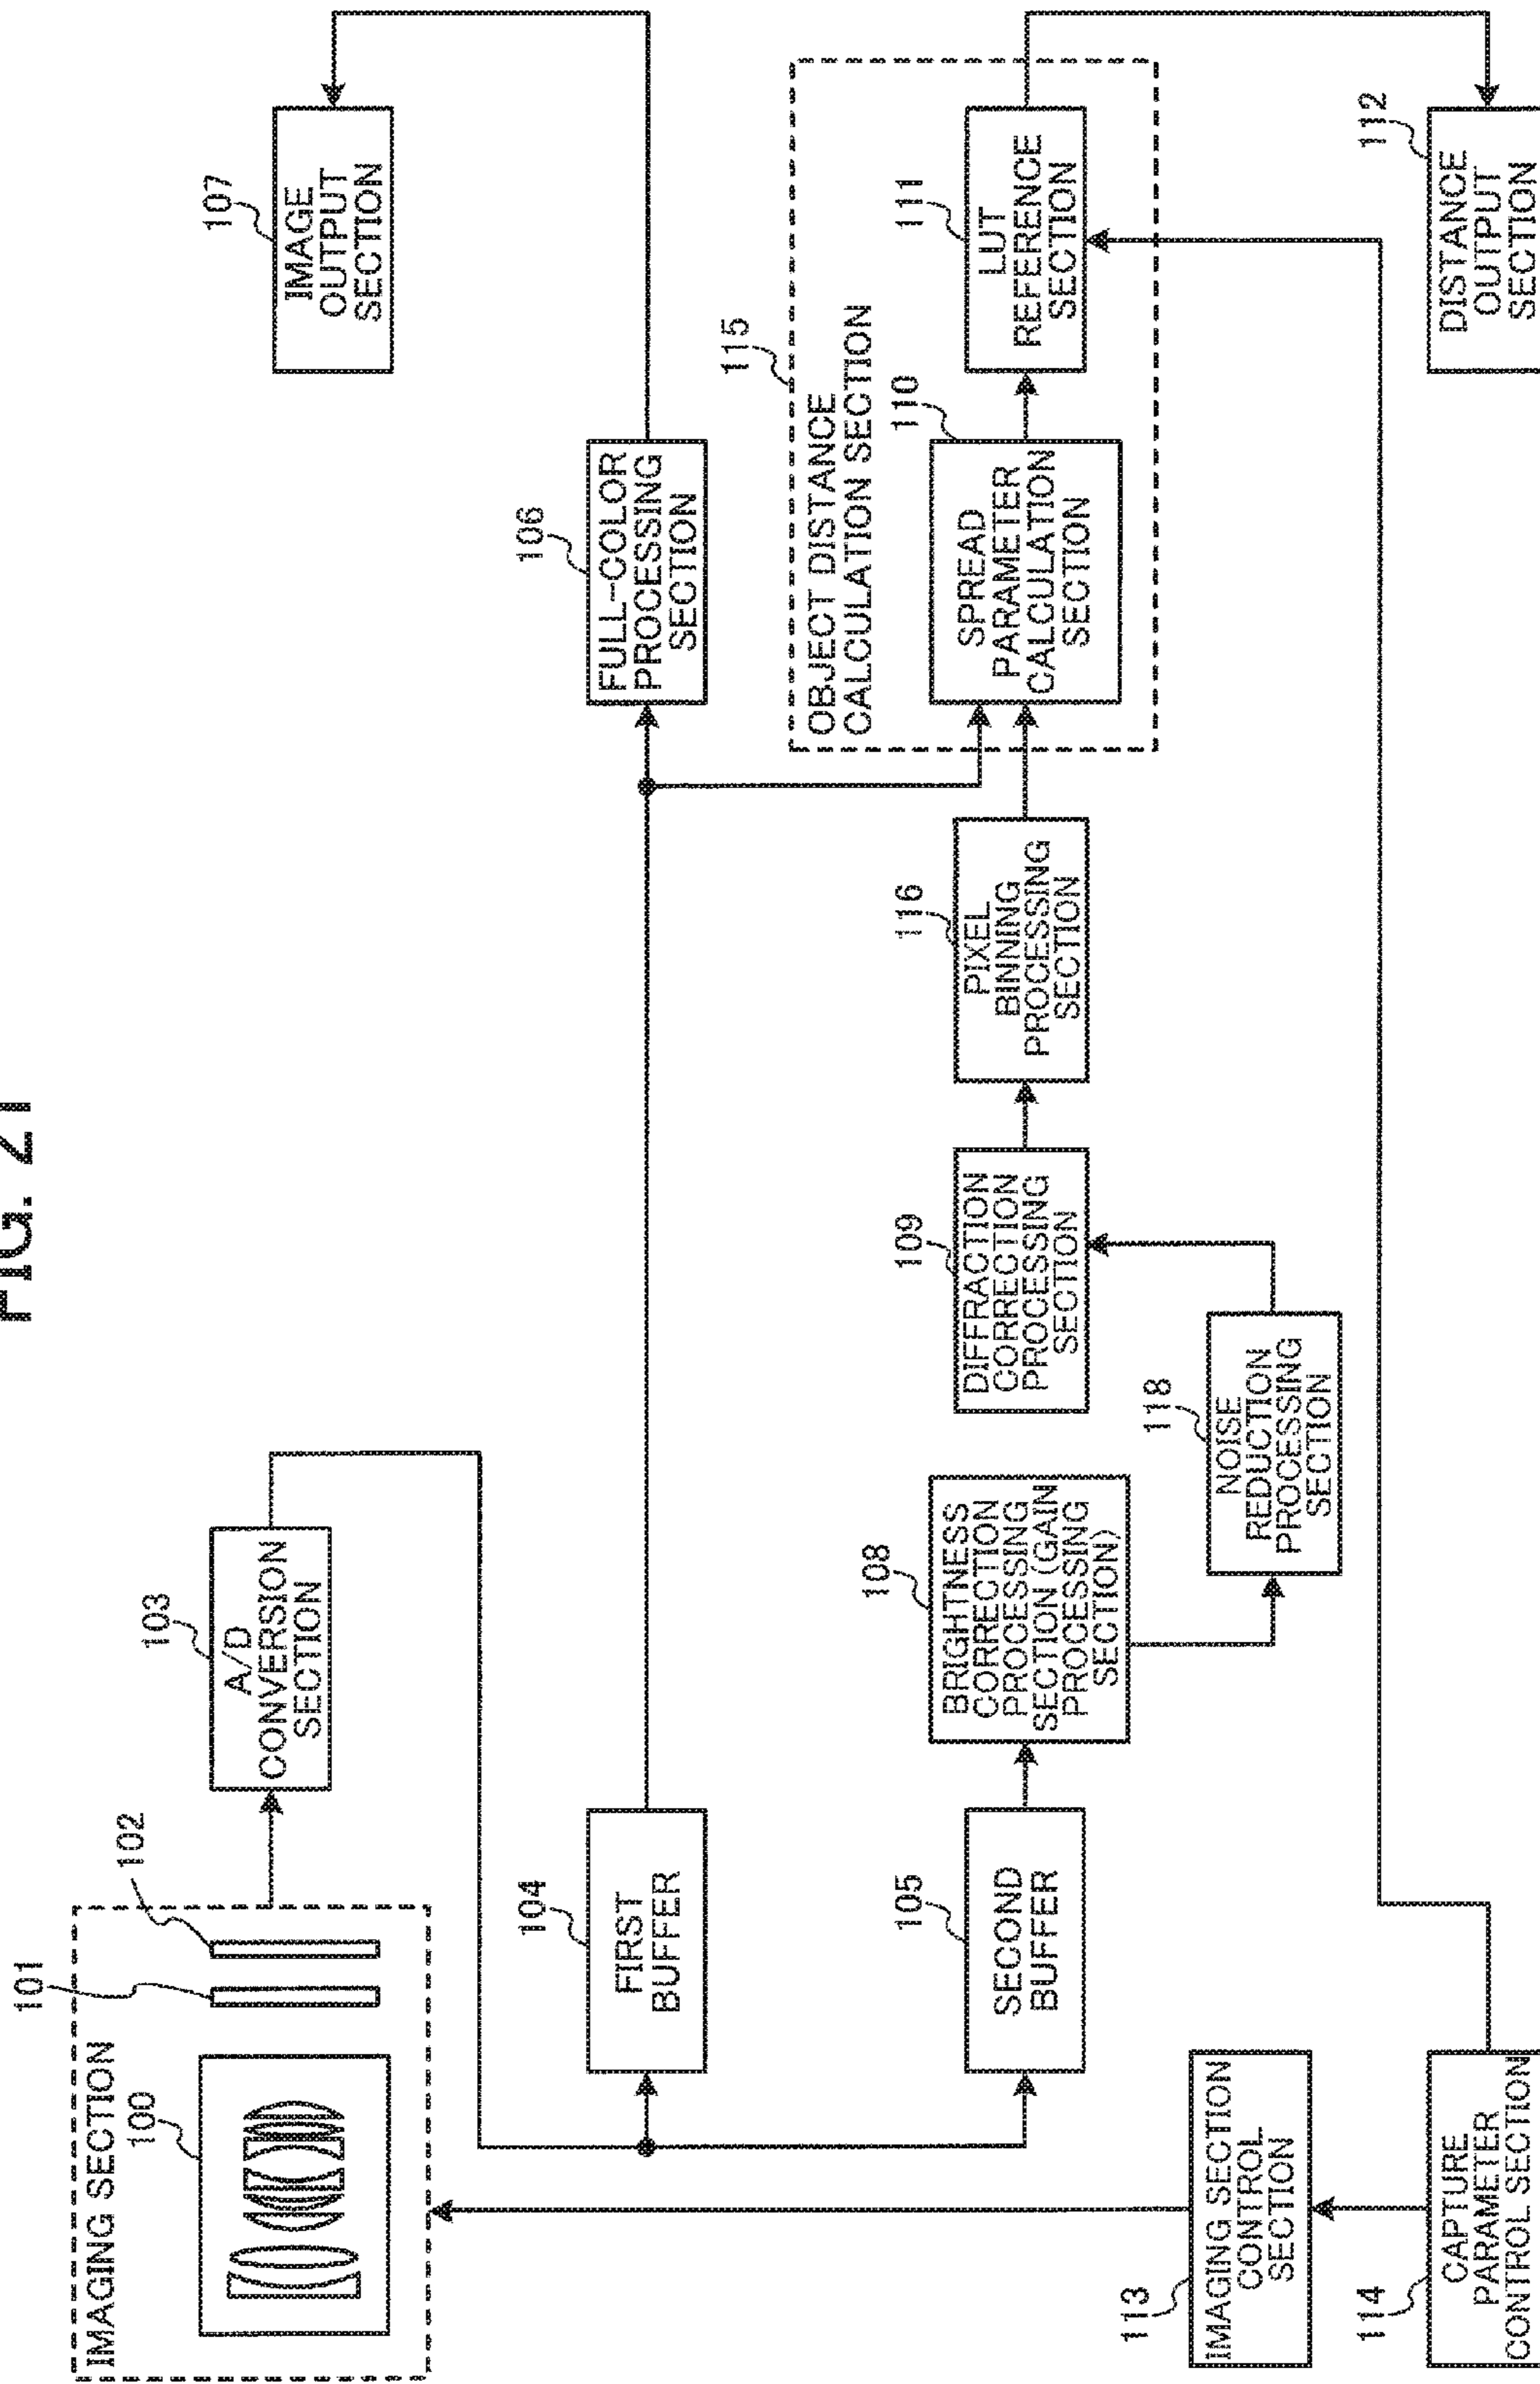 FIG. 21
IMAGING SECTION
100
101
102
103
A/D
CONVERSION
SECTION
107
IMAGE
OUTPUT
SECTION
104
FIRST
BUFFER
106
FULL-COLOR
PROCESSING
SECTION
115
OBJECT DISTANCE
CALCULATION SECTION
105
SECOND
BUFFER
108
BRIGHTNESS
CORRECTION
PROCESSING
SECTION (GAIN
PROCESSING
SECTION)
109
DIFFRACTION
CORRECTION
PROCESSING
SECTION
116
PIXEL
BINNING
PROCESSING
SECTION
110
SPREAD
PARAMETER
CALCULATION
SECTION
111
LUT
REFERENCE
SECTION
113
IMAGING SECTION
CONTROL
SECTION
118
NOISE
REDUCTION
PROCESSING
SECTION
114
CAPTURE
PARAMETER
CONTROL SECTION
112
DISTANCE
OUTPUT
SECTION